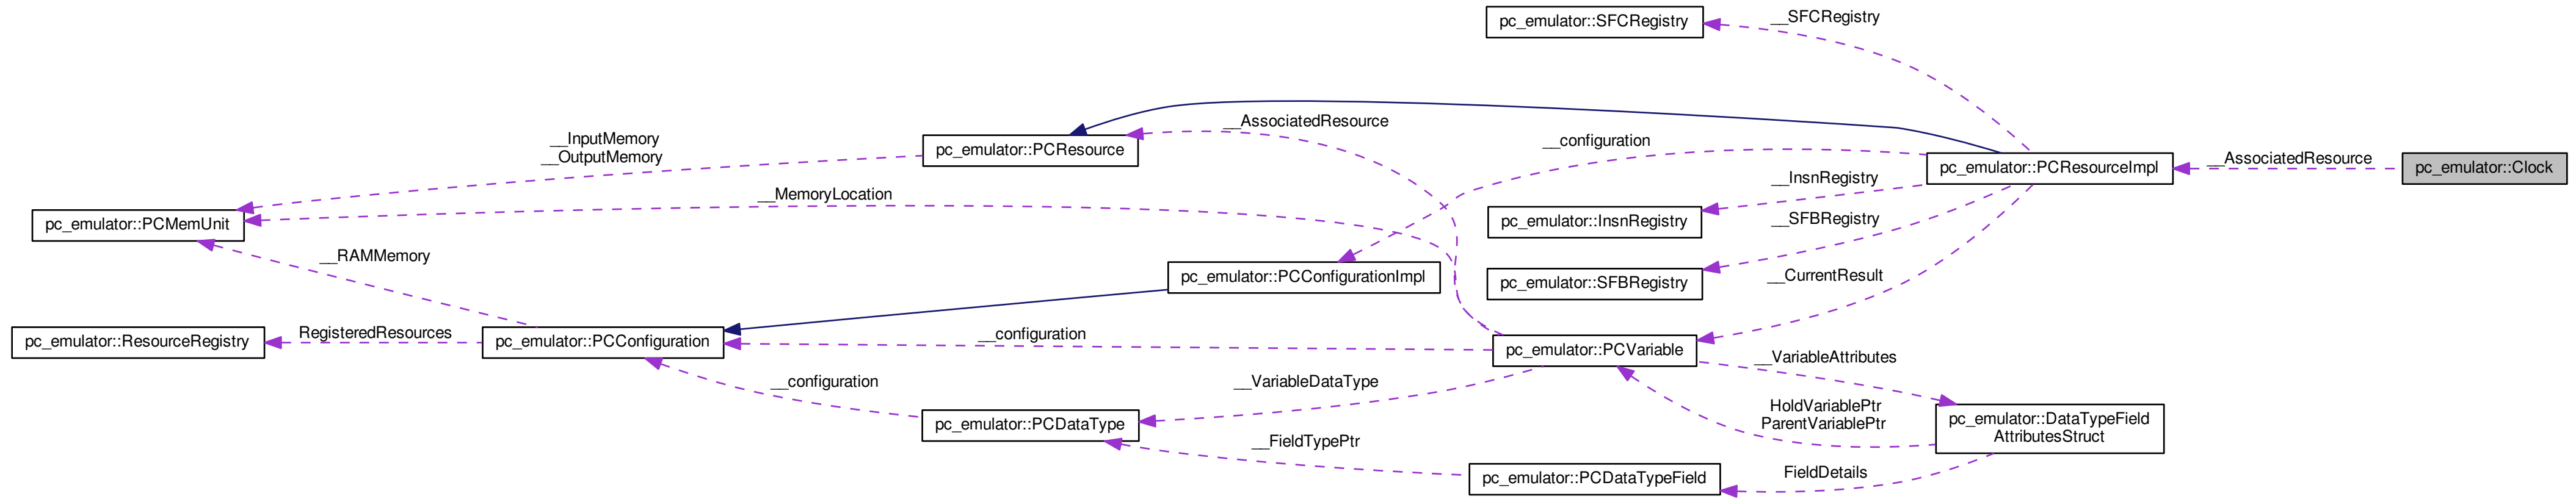 pc_emulator::SFCRegistry
__SFCRegistry
__InputMemory
__OutputMemory
pc_emulator::PCResource
__AssociatedResource
__configuration
pc_emulator::PCResourceImpl
__AssociatedResource
pc_emulator::Clock
__InsnRegistry
__MemoryLocation
pc_emulator::PCMemUnit
pc_emulator::InsnRegistry
__SFBRegistry
__RAMMemory
pc_emulator::PCConfigurationImpl
pc_emulator::SFBRegistry
__CurrentResult
pc_emulator::ResourceRegistry
RegisteredResources
pc_emulator::PCConfiguration
__configuration
pc_emulator::PCVariable
__VariableAttributes
__configuration
__VariableDataType
HoldVariablePtr
ParentVariablePtr
pc_emulator::DataTypeField
AttributesStruct
pc_emulator::PCDataType
__FieldTypePtr
pc_emulator::PCDataTypeField
FieldDetails